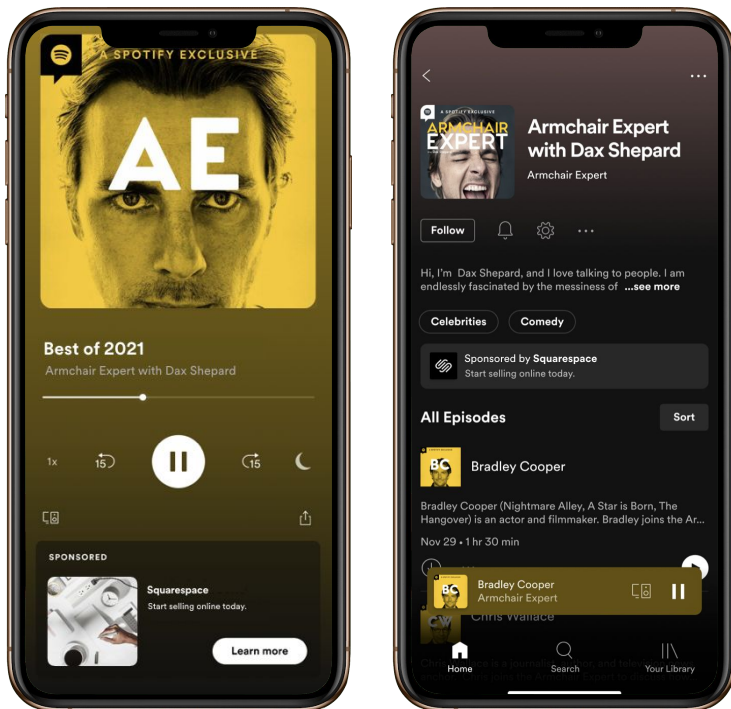 A SPOTIFY EXCLUSIVE
AE
Best of 2021
Armchair Expert with Dax Shepard
1x
15
15
SPONSORED
Squarespace
Start selling online today.
Learn more
A SPOTIFY EXCLUSIVE
ARMCHAIR
EXPERT
Armchair Expert
with Dax Shepard
Armchair Expert
Follow
Hi, I'm Dax Shepard, and I love talking to people. I am
endlessly fascinated by the messiness of ...see more
Celebrities
Comedy
Sponsored by Squarespace
Start selling online today.
All Episodes
Sort
BC
Bradley Cooper
Bradley Cooper (Nightmare Alley, A Star is Born, The
Hangover) is an actor and filmmaker. Bradley joins the Ar...
Nov 29 • 1 hr 30 min
BC
Bradley Cooper
Armchair Expert
CW
Chris Wallace
Home
Search
Your Library